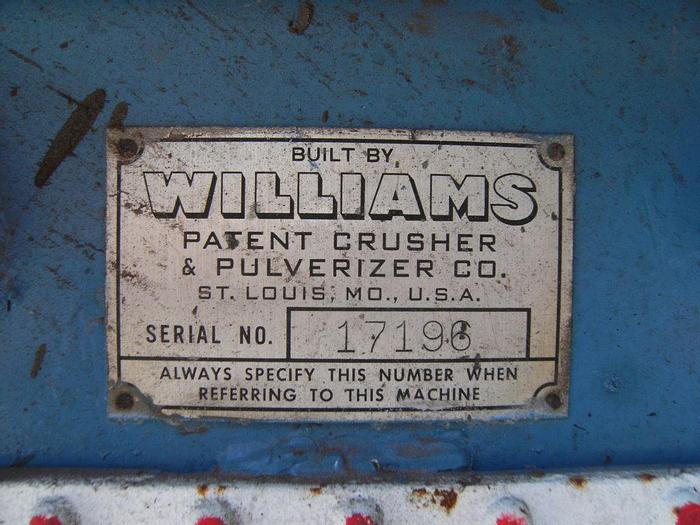 BUILT BY
WILLIAMS
PATENT CRUSHER
& PULVERIZER CO.
ST. LOUIS, MO., U.S.A.
SERIAL NO. 17196
ALWAYS SPECIFY THIS NUMBER WHEN
REFERRING TO THIS MACHINE